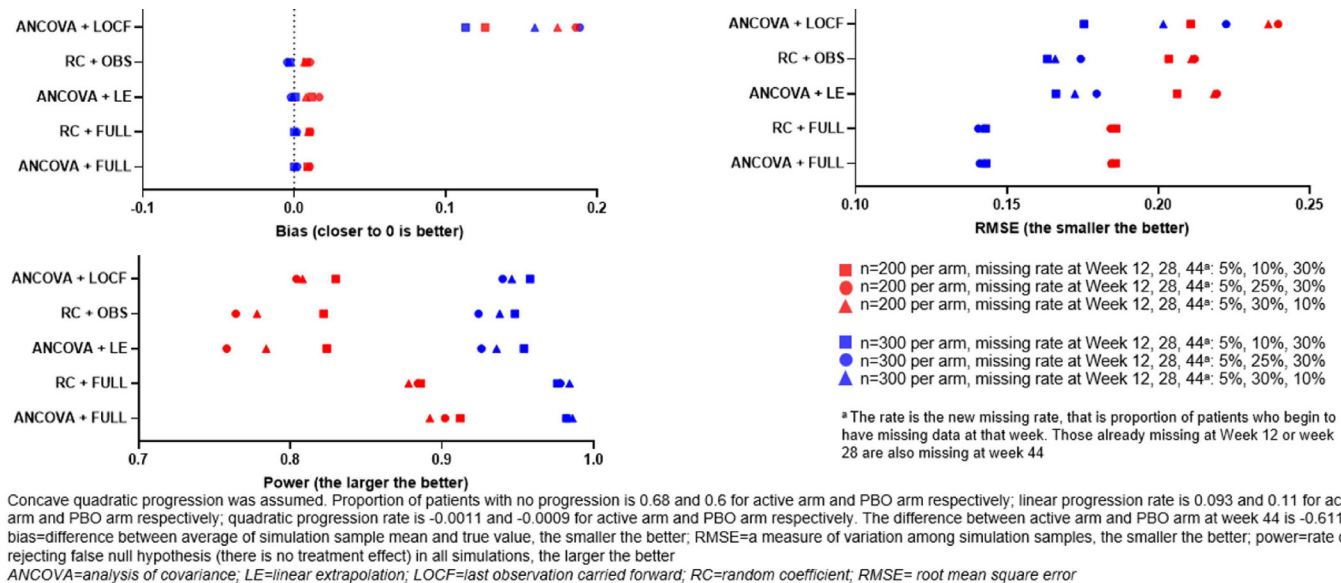 ANCOVA + LOCF
RC + OBS
ANCOVA + LE
RC + FULL
ANCOVA + FULL
-0.1 0.0 0.1 0.2
Bias (closer to 0 is better)
ANCOVA + LOCF
RC + OBS
ANCOVA + LE
RC + FULL
ANCOVA + FULL
0.10 0.15 0.20 0.25
RMSE (the smaller the better)
ANCOVA + LOCF
RC + OBS
ANCOVA + LE
RC + FULL
ANCOVA + FULL
0.7 0.8 0.9 1.0
Power (the larger the better)
n=200 per arm, missing rate at Week 12, 28, 44ᵃ: 5%, 10%, 30%
n=200 per arm, missing rate at Week 12, 28, 44ᵃ: 5%, 25%, 30%
n=200 per arm, missing rate at Week 12, 28, 44ᵃ: 5%, 30%, 10%
n=300 per arm, missing rate at Week 12, 28, 44ᵃ: 5%, 10%, 30%
n=300 per arm, missing rate at Week 12, 28, 44ᵃ: 5%, 25%, 30%
n=300 per arm, missing rate at Week 12, 28, 44ᵃ: 5%, 30%, 10%
ᵃ The rate is the new missing rate, that is proportion of patients who begin to
have missing data at that week. Those already missing at Week 12 or week
28 are also missing at week 44
Concave quadratic progression was assumed. Proportion of patients with no progression is 0.68 and 0.6 for active arm and PBO arm respectively; linear progression rate is 0.093 and 0.11 for
arm and PBO arm respectively; quadratic progression rate is -0.0011 and -0.0009 for active arm and PBO arm respectively. The difference between active arm and PBO arm at week 44 is -0.611
bias=difference between average of simulation sample mean and true value, the smaller the better; RMSE=a measure of variation among simulation samples, the smaller the better; power=rate
rejecting false null hypothesis (there is no treatment effect) in all simulations, the larger the better
ANCOVA=analysis of covariance; LE=linear extrapolation; LOCF=last observation carried forward; RC=random coefficient; RMSE= root mean square error